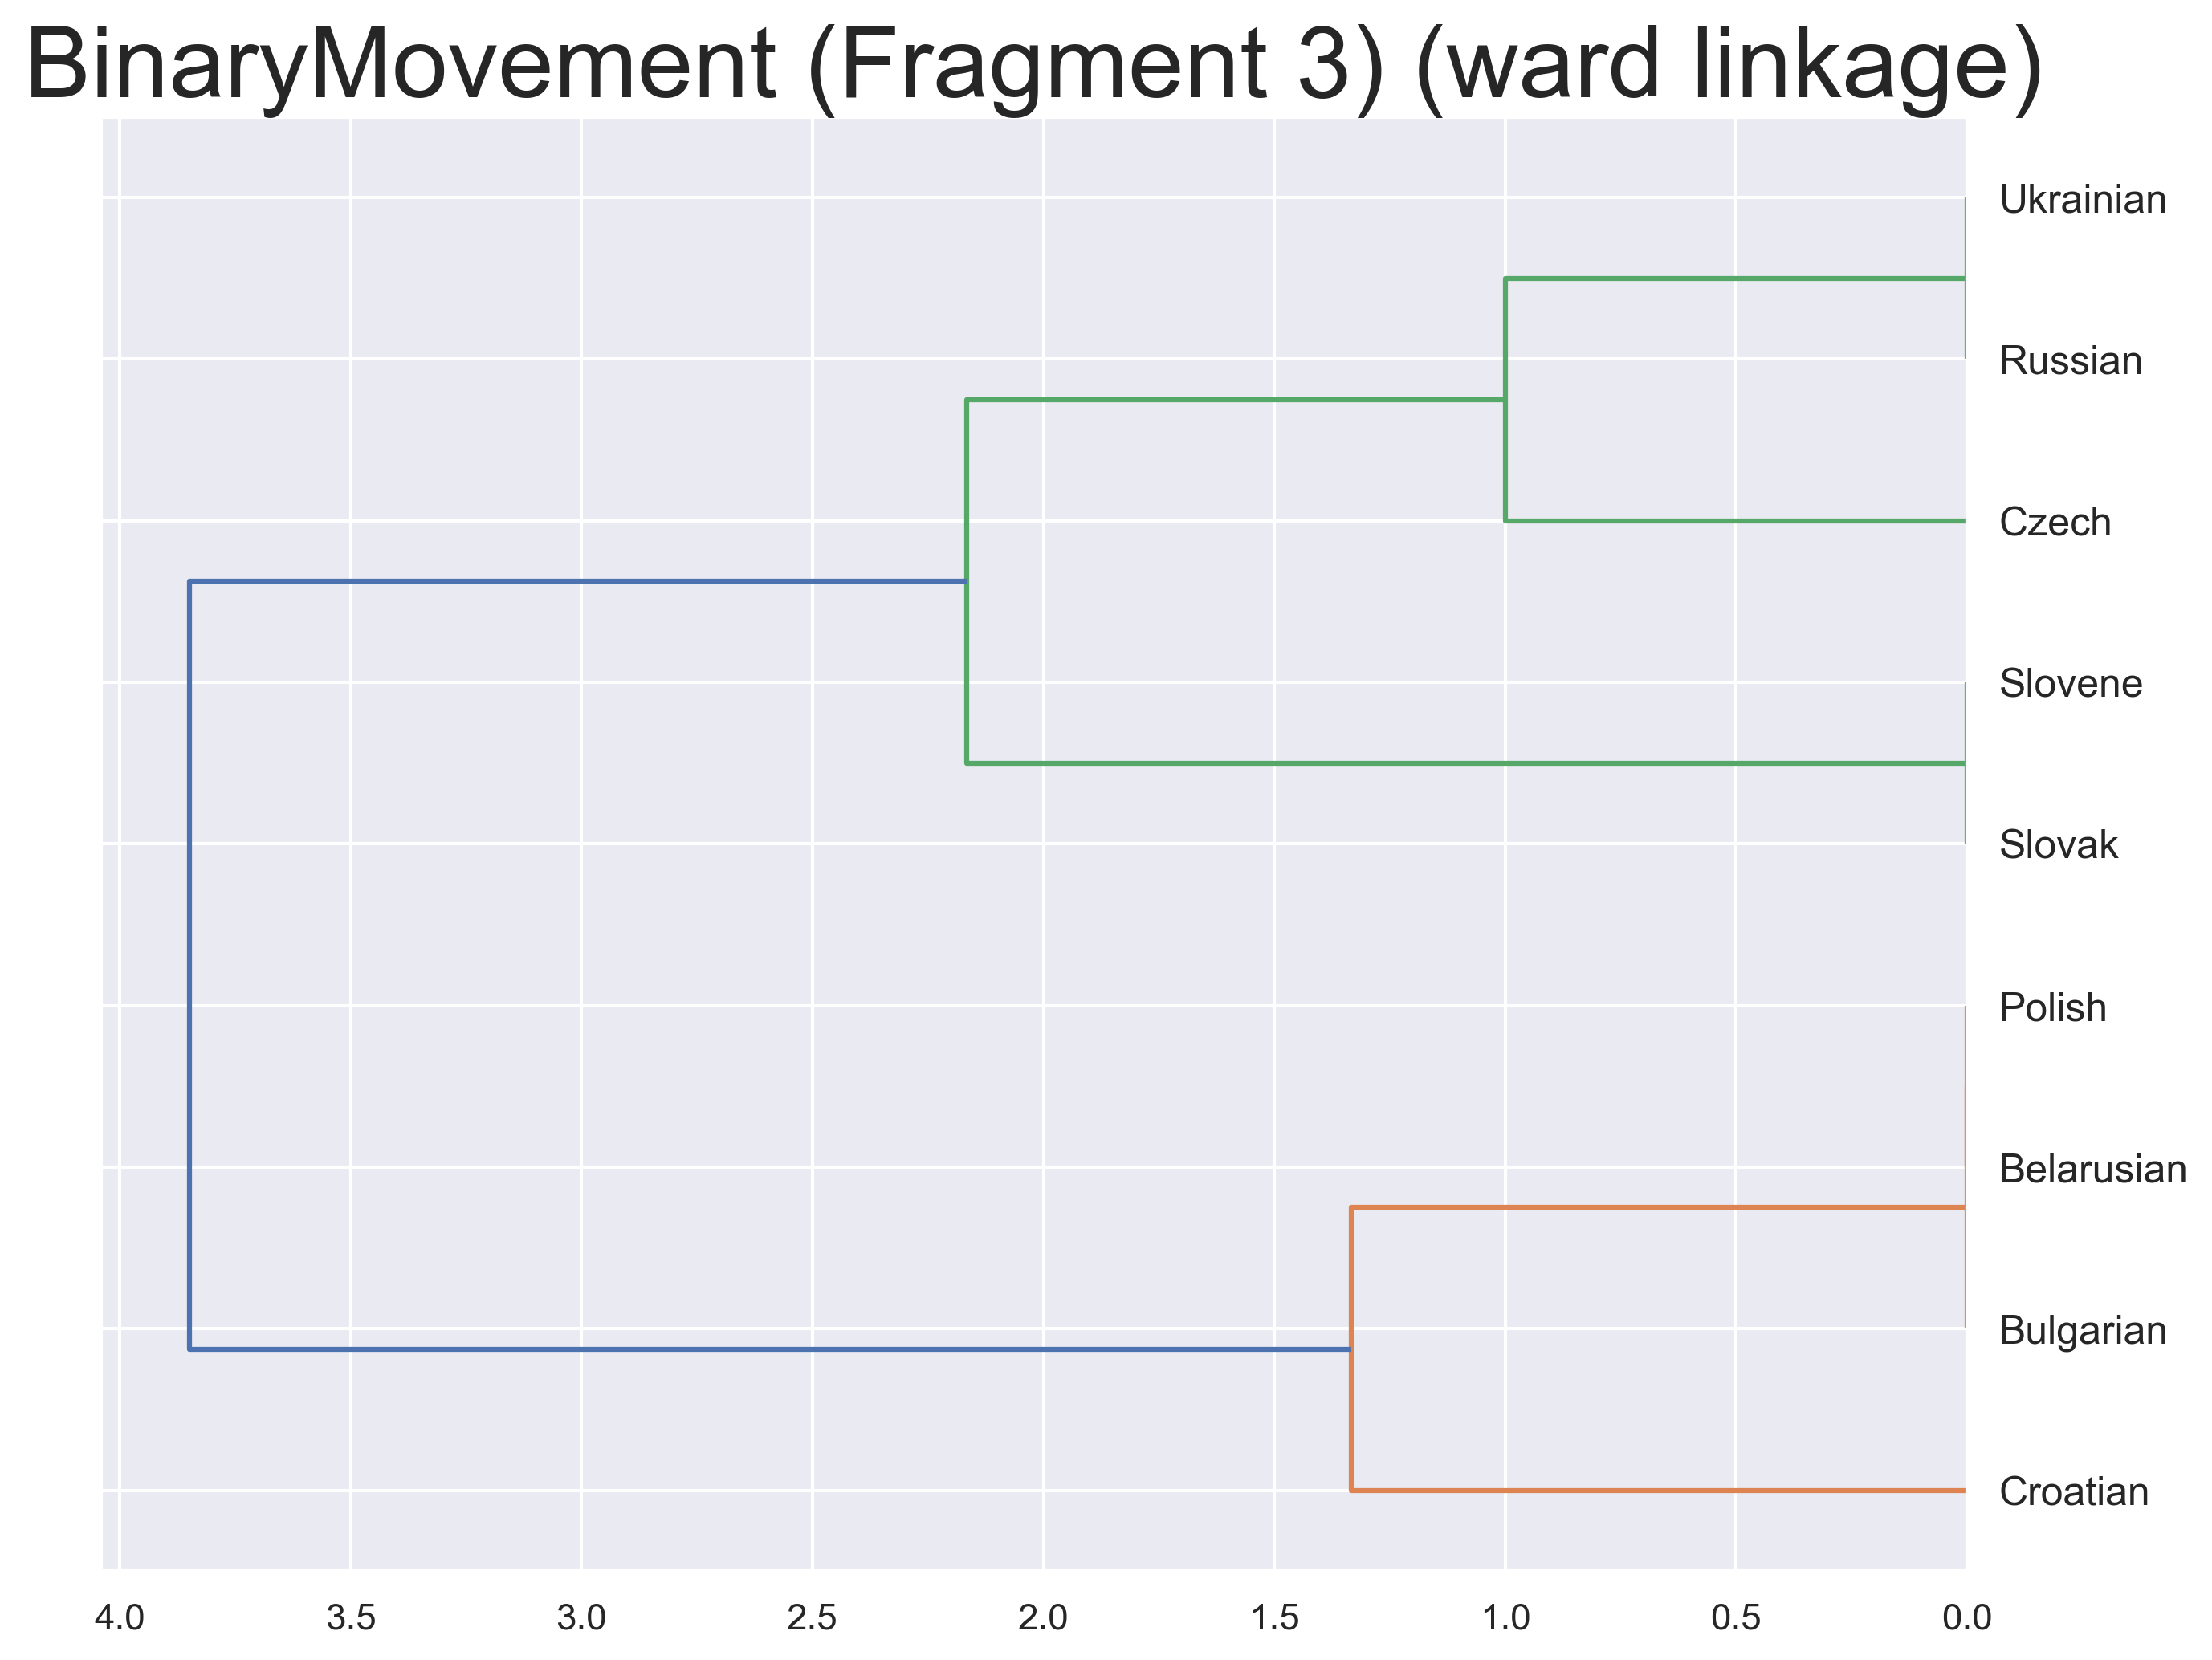 BinaryMovement (Fragment 3) (ward linkage)
Ukrainian
Russian
Czech
Slovene
Slovak
Polish
Belarusian
Bulgarian
Croatian
4.0 3.5 3.0 2.5 2.0 1.5 1.0 0.5 0.0